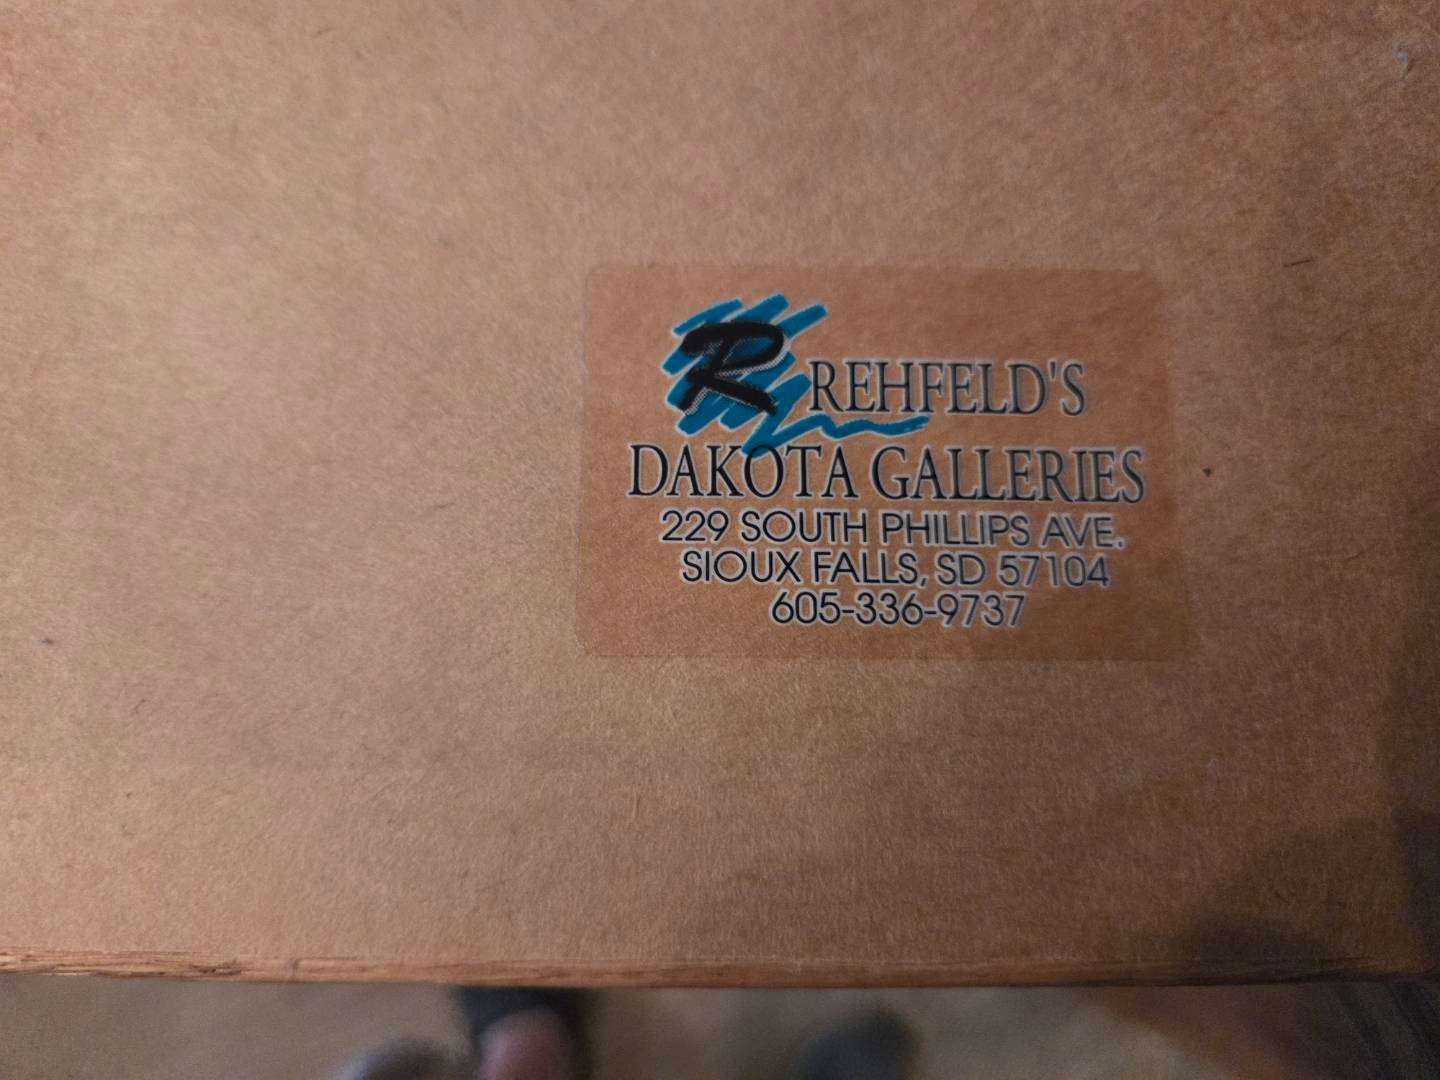 R REHFELD'S
DAKOTA GALLERIES
229 SOUTH PHILLIPS AVE.
SIOUX FALLS, SD 57104
605-336-9737